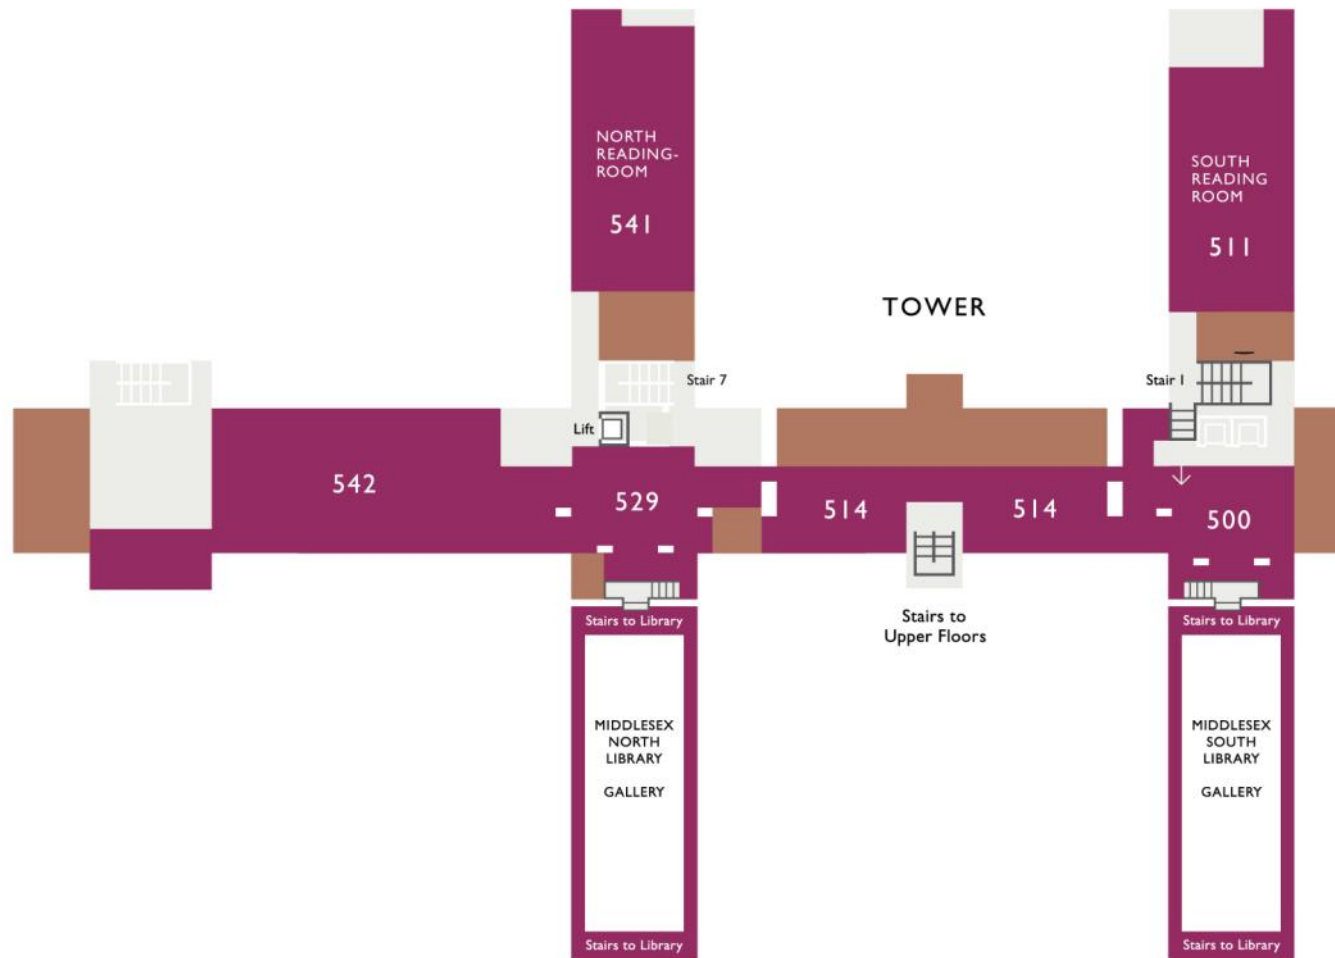 NORTH
READING-
ROOM
541
SOUTH
READING
ROOM
511
TOWER
Stair 7
Stair 1
Lift
542
529
514
514
500
Stairs to
Upper Floors
Stairs to Library
MIDDLESEX
NORTH
LIBRARY
GALLERY
Stairs to Library
Stairs to Library
MIDDLESEX
SOUTH
LIBRARY
GALLERY
Stairs to Library